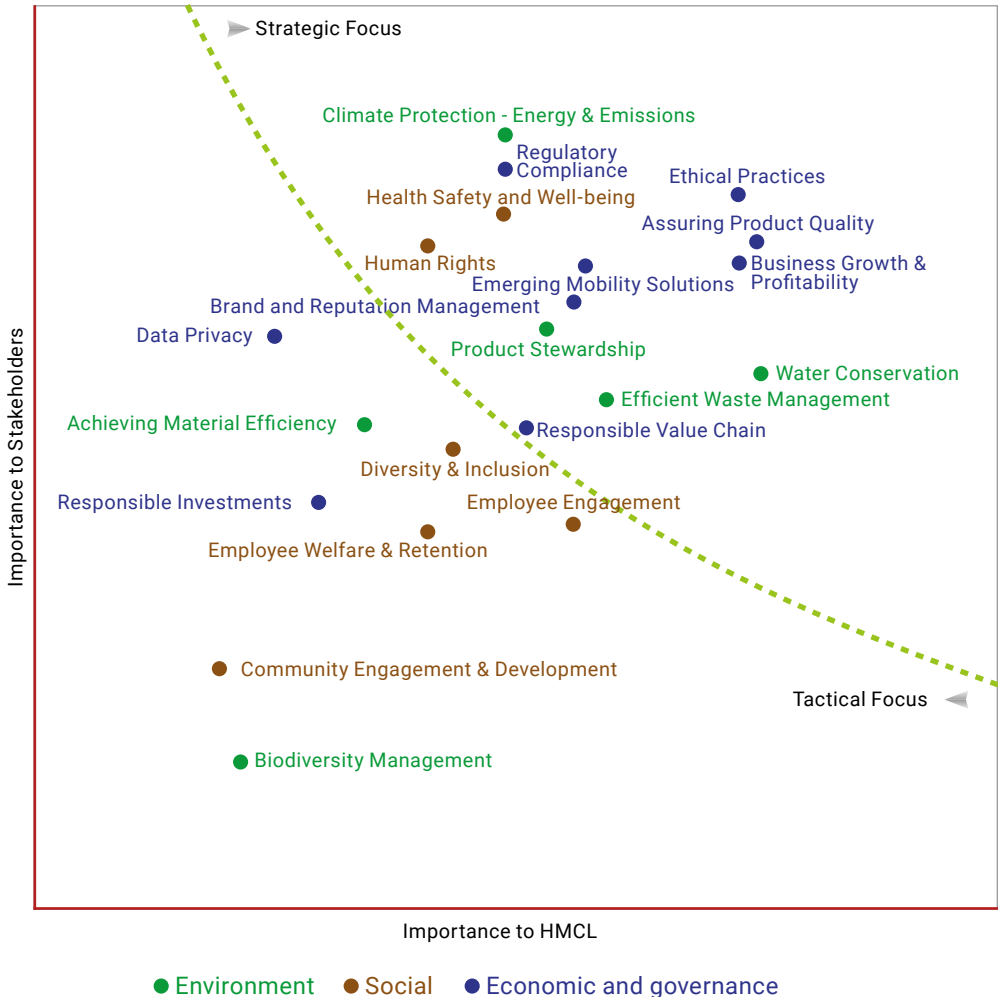 Strategic Focus
Climate Protection - Energy & Emissions
Regulatory
Compliance
Ethical Practices
Health Safety and Well-being
Assuring Product Quality
Human Rights
Business Growth &
Profitability
Emerging Mobility Solutions
Brand and Reputation Management
Data Privacy
Product Stewardship
Water Conservation
Efficient Waste Management
Achieving Material Efficiency
Responsible Value Chain
Diversity & Inclusion
Responsible Investments
Employee Engagement
Employee Welfare & Retention
Community Engagement & Development
Tactical Focus
Biodiversity Management
Importance to Stakeholders
Importance to HMCL
Environment
Social
Economic and governance